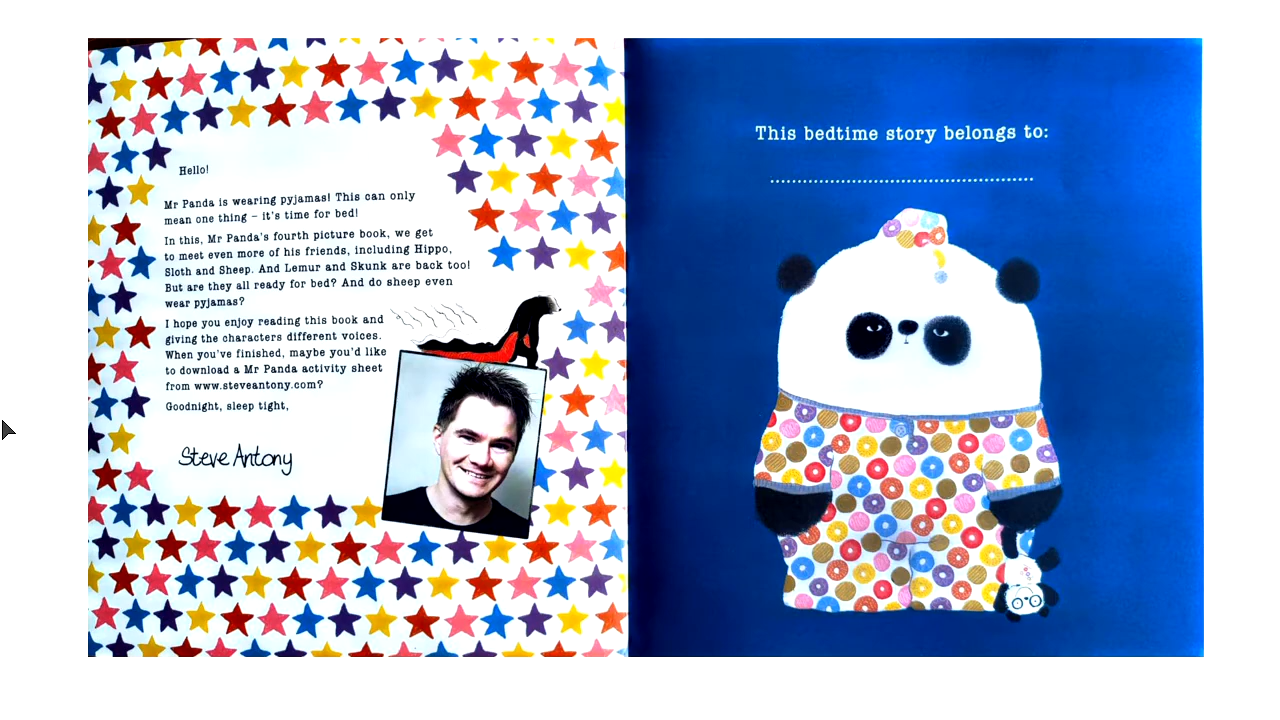 Hello!
Mr Panda is wearing pyjamas! This can only
mean one thing – it's time for bed!
In this, Mr Panda's fourth picture book, we get
to meet even more of his friends, including Hippo,
Sloth and Sheep. And Lemur and Skunk are back too!
But are they all ready for bed? And do sheep even
wear pyjamas?
I hope you enjoy reading this book and
giving the characters different voices.
When you've finished, maybe you'd like
to download a Mr Panda activity sheet
from www.steveantony.com?
Goodnight, sleep tight,
Steve Antony
This bedtime story belongs to: